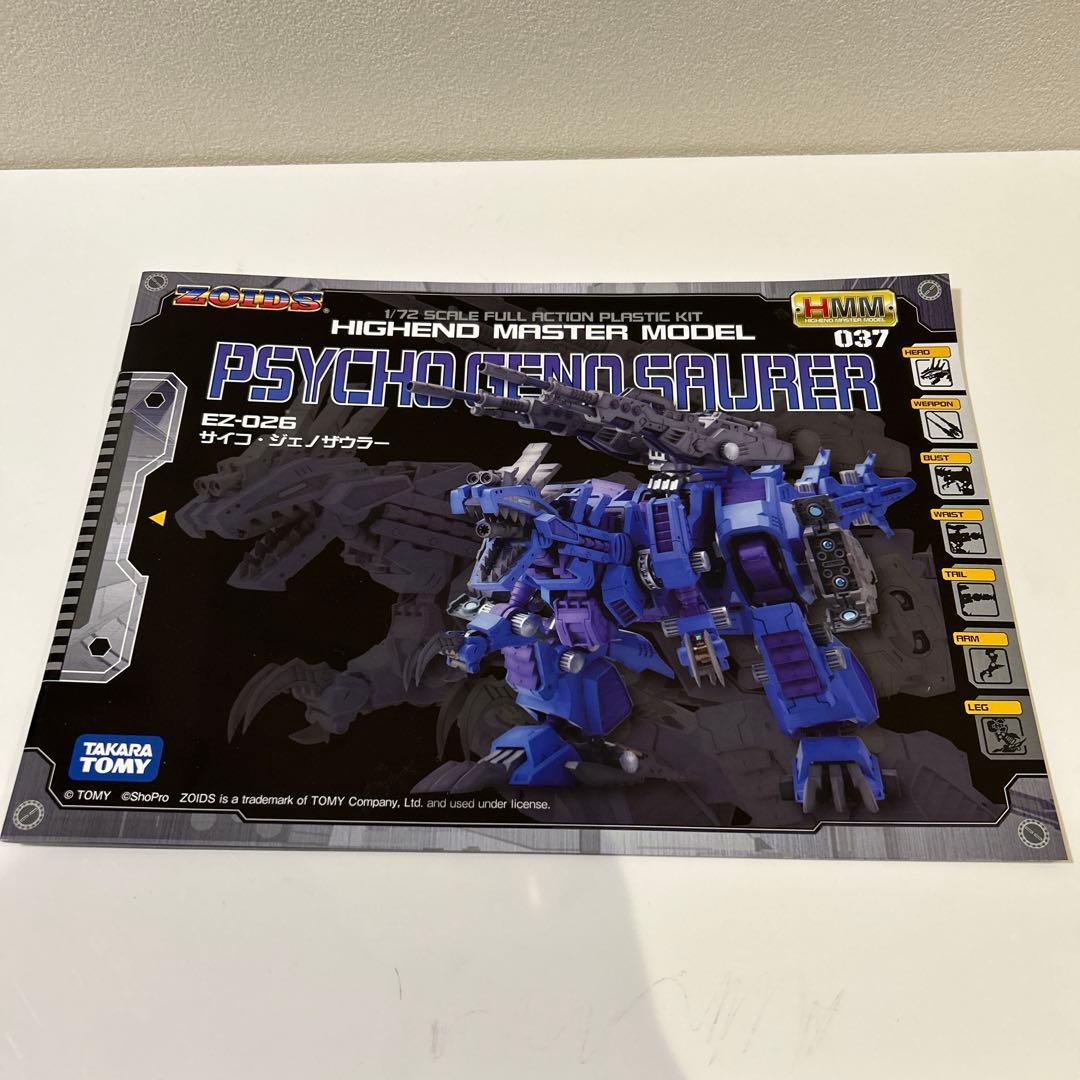 ZOIDS®
1/72 SCALE FULL ACTION PLASTIC KIT
HIGHEND MASTER MODEL
HMM
HIGHEND MASTER MODEL
037
PSYCHO GENO SAURER
EZ-026
サイコ・ジェノザウラー
HEAD
WEAPON
BUST
WAIST
TAIL
ARM
LEG
TAKARA
TOMY
© TOMY ©ShoPro ZOIDS is a trademark of TOMY Company, Ltd. and used under license.